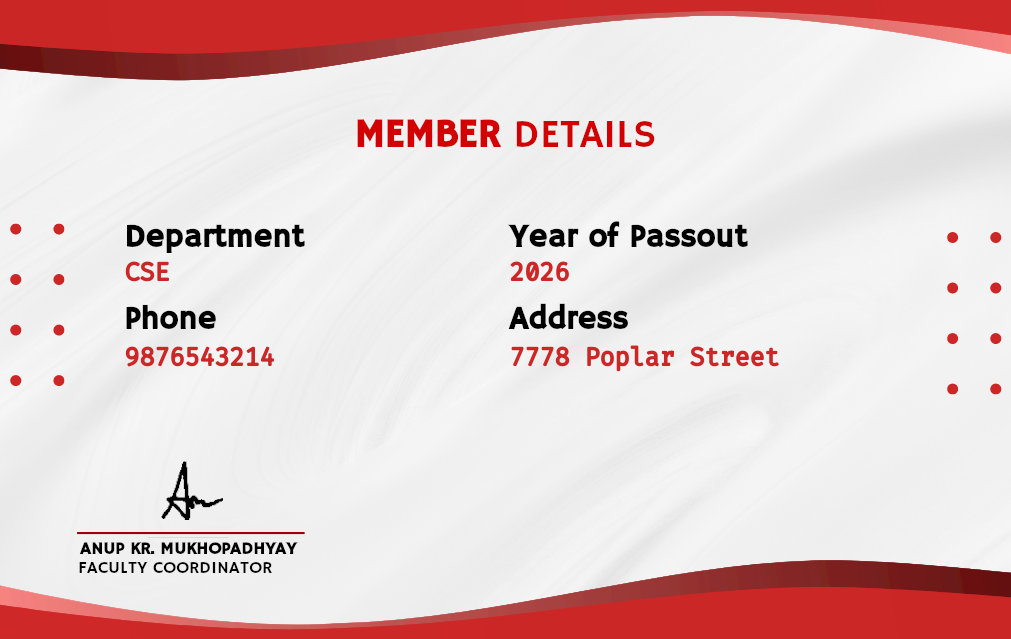 MEMBER DETAILS
Department
CSE
Phone
9876543214
Year of Passout
2026
Address
7778 Poplar Street
ANUP KR. MUKHOPADHYAY
FACULTY COORDINATOR